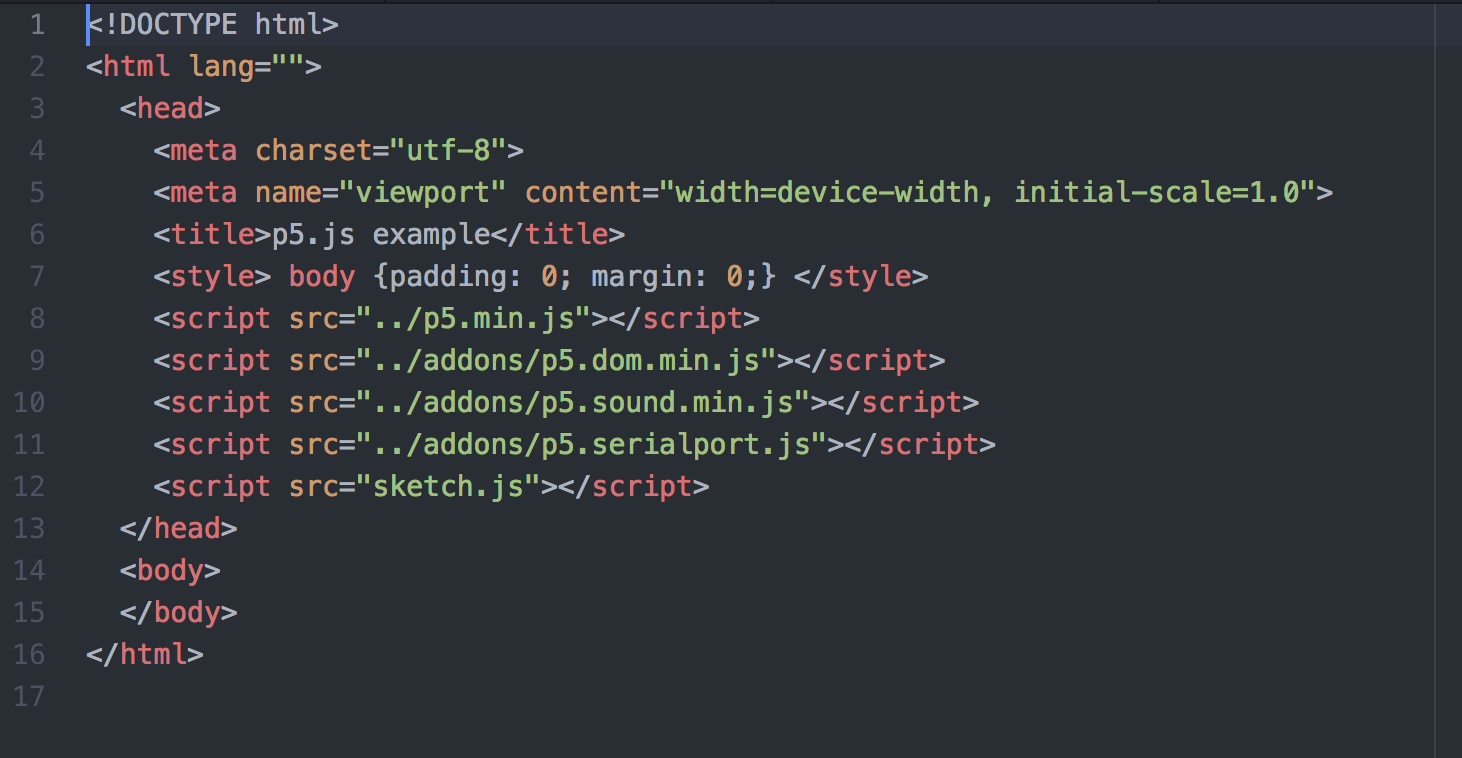 1 <!DOCTYPE html>
2 <html lang="">
3   <head>
4     <meta charset="utf-8">
5     <meta name="viewport" content="width=device-width, initial-scale=1.0">
6     <title>p5.js example</title>
7     <style> body {padding: 0; margin: 0;} </style>
8     <script src="../p5.min.js"></script>
9     <script src="../addons/p5.dom.min.js"></script>
10     <script src="../addons/p5.sound.min.js"></script>
11     <script src="../addons/p5.serialport.js"></script>
12     <script src="sketch.js"></script>
13   </head>
14   <body>
15   </body>
16 </html>
17